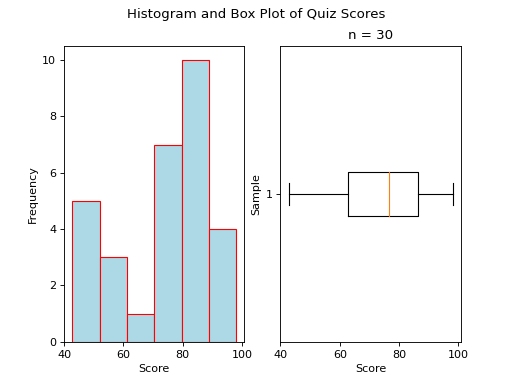 Histogram and Box Plot of Quiz Scores
n = 30
10
8
6
4
2
0
Frequency
40 60 80 100
Score
Sample
1
40 60 80 100
Score